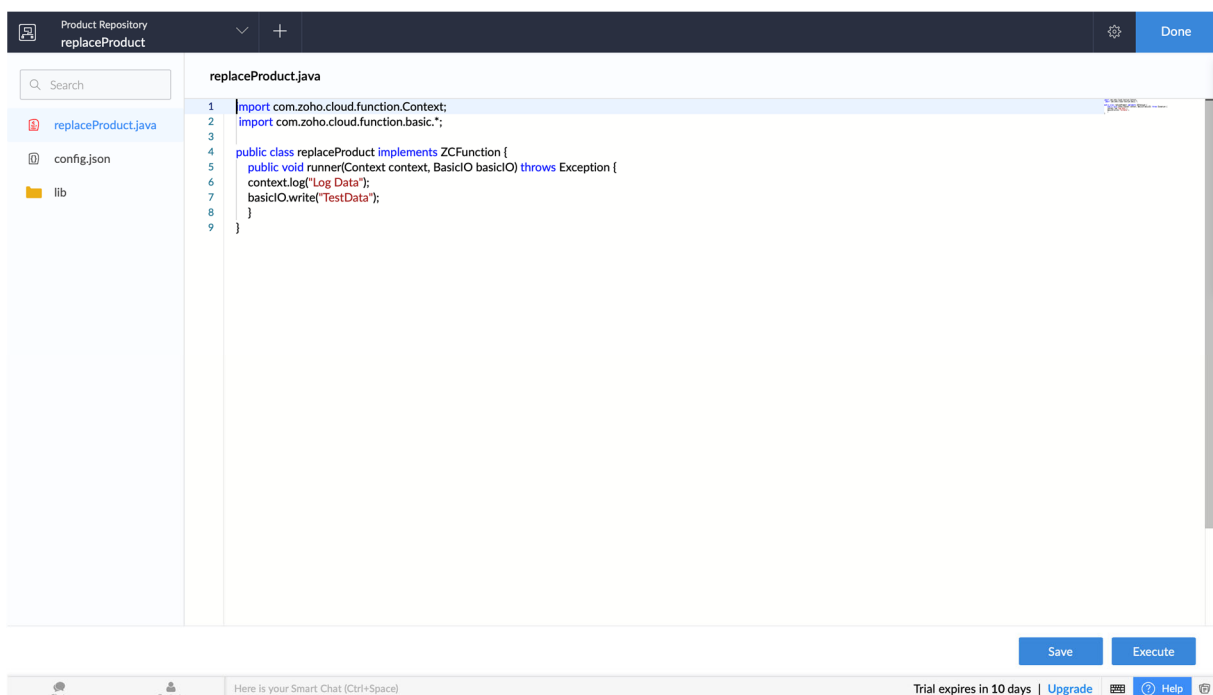 Product Repository
replaceProduct
Done
Search
replaceProduct.java
config.json
lib
replaceProduct.java
1 import com.zoho.cloud.function.Context;
2 import com.zoho.cloud.function.basic.*;
3
4 public class replaceProduct implements ZCFunction {
5 public void runner(Context context, BasicIO basicIO) throws Exception {
6 context.log("Log Data");
7 basicIO.write("TestData");
8 }
9 }
Save
Execute
Here is your Smart Chat (Ctrl+Space)
Trial expires in 10 days | Upgrade
Help